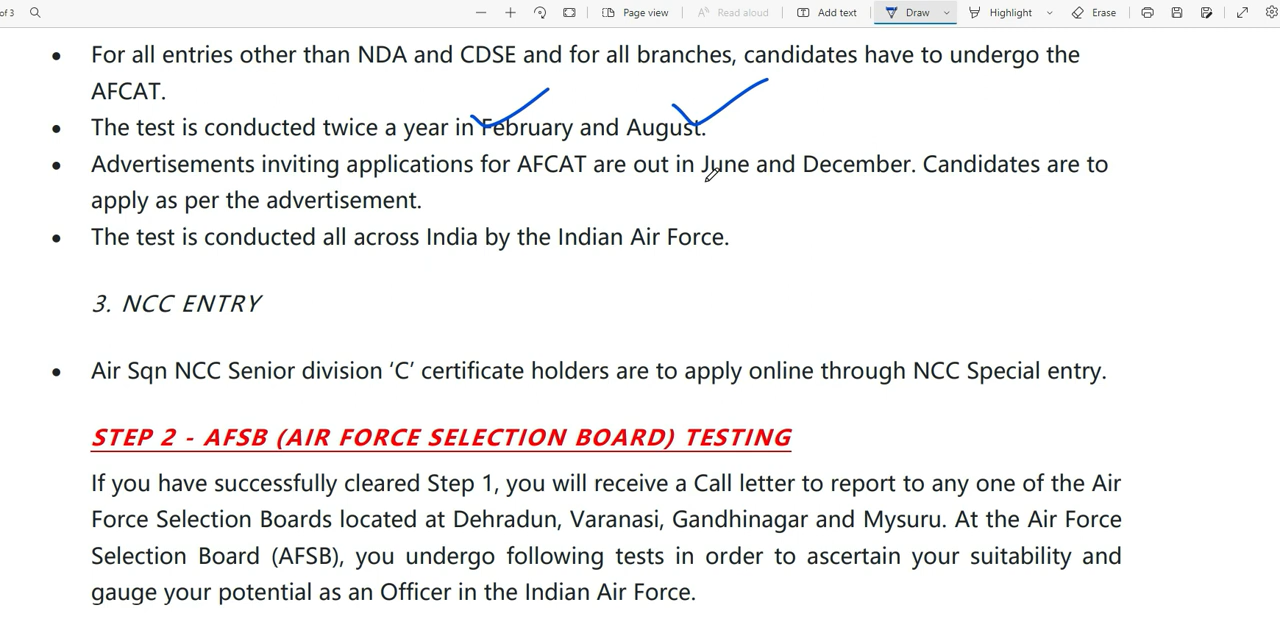 of 3 Page view Read aloud Add text Draw Highlight Erase
• For all entries other than NDA and CDSE and for all branches, candidates have to undergo the
AFCAT.
• The test is conducted twice a year in February and August.
• Advertisements inviting applications for AFCAT are out in June and December. Candidates are to
apply as per the advertisement.
• The test is conducted all across India by the Indian Air Force.
3. NCC ENTRY
• Air Sqn NCC Senior division ‘C’ certificate holders are to apply online through NCC Special entry.
STEP 2 - AFSB (AIR FORCE SELECTION BOARD) TESTING
If you have successfully cleared Step 1, you will receive a Call letter to report to any one of the Air
Force Selection Boards located at Dehradun, Varanasi, Gandhinagar and Mysuru. At the Air Force
Selection Board (AFSB), you undergo following tests in order to ascertain your suitability and
gauge your potential as an Officer in the Indian Air Force.